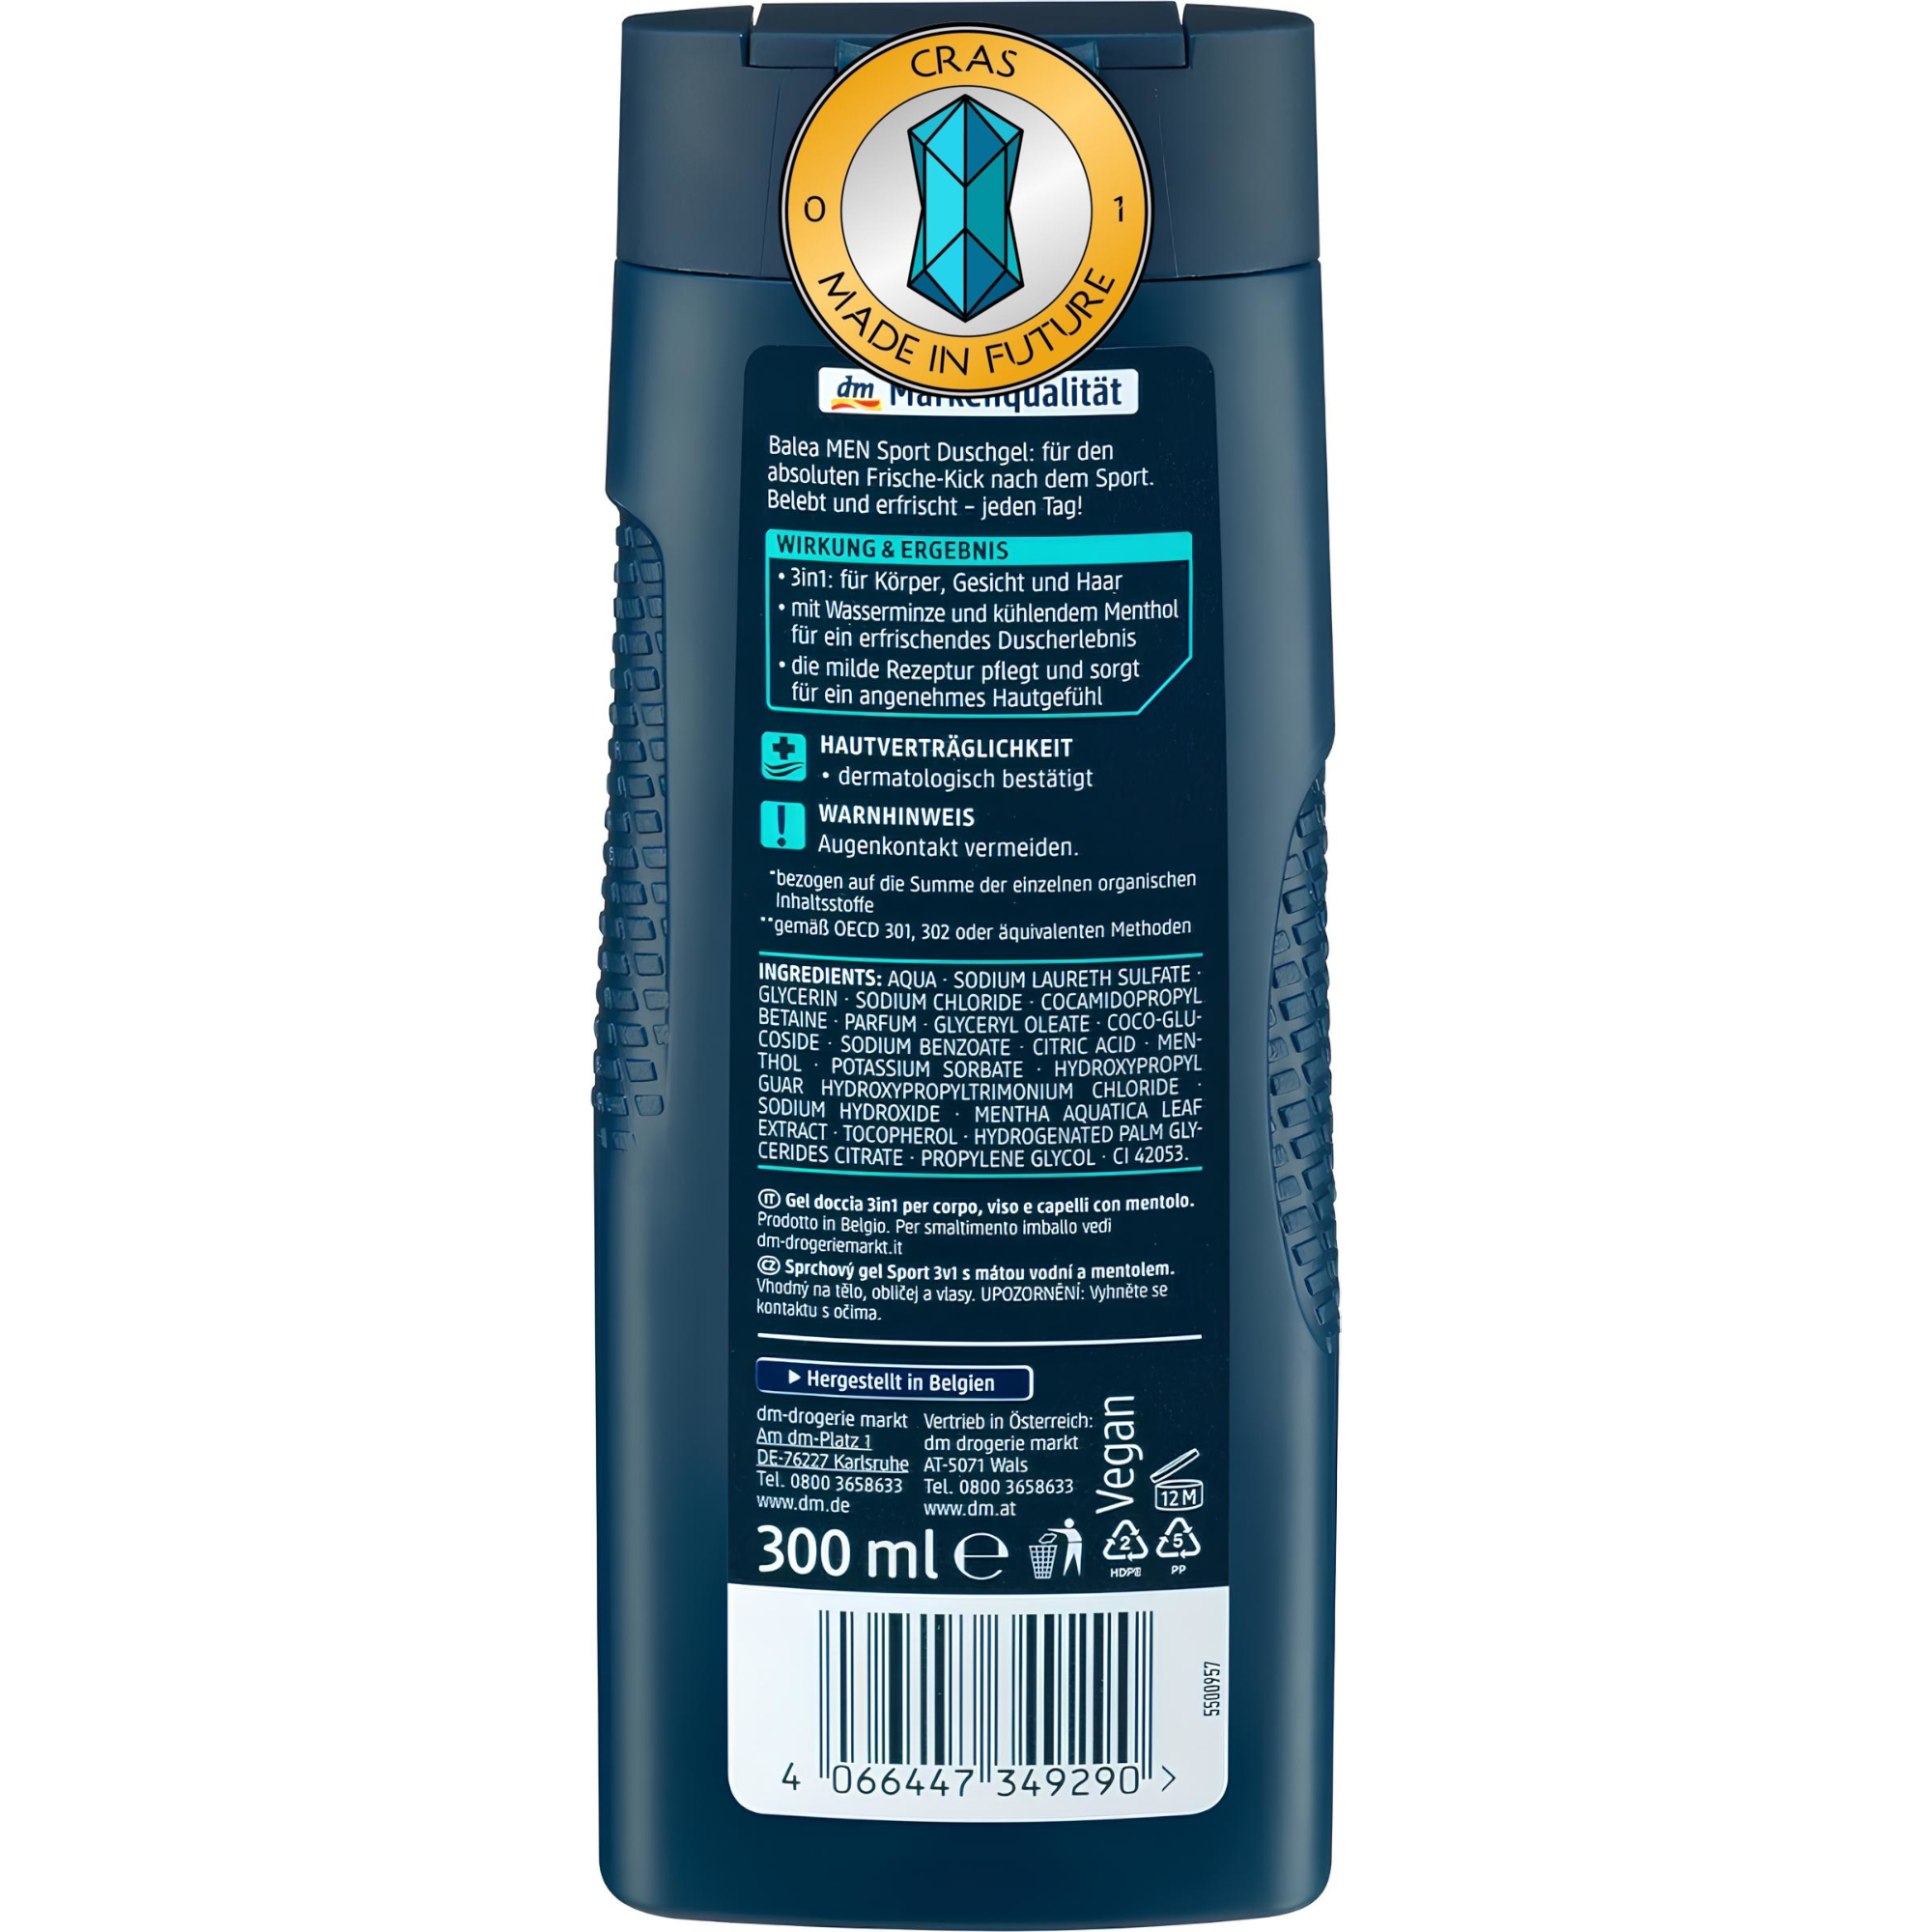 CRAS
0 1
MADE IN FUTURE
dm Markenqualität
Balea MEN Sport Duschgel: für den
absoluten Frische-Kick nach dem Sport.
Belebt und erfrischt – jeden Tag!
WIRKUNG & ERGEBNIS
• 3in1: für Körper, Gesicht und Haar
• mit Wasserminze und kühlendem Menthol
für ein erfrischendes Duscherlebnis
• die milde Rezeptur pflegt und sorgt
für ein angenehmes Hautgefühl
HAUTVERTRÄGLICHKEIT
• dermatologisch bestätigt
WARNHINWEIS
Augenkontakt vermeiden.
*bezogen auf die Summe der einzelnen organischen
Inhaltsstoffe
**gemäß OECD 301, 302 oder äquivalenten Methoden
INGREDIENTS: AQUA · SODIUM LAURETH SULFATE ·
GLYCERIN · SODIUM CHLORIDE · COCAMIDOPROPYL
BETAINE · PARFUM · GLYCERYL OLEATE · COCO-GLU-
COSIDE · SODIUM BENZOATE · CITRIC ACID · MEN-
THOL · POTASSIUM SORBATE · HYDROXYPROPYL
GUAR HYDROXYPROPYLTRIMONIUM CHLORIDE ·
SODIUM HYDROXIDE · MENTHA AQUATICA LEAF
EXTRACT · TOCOPHEROL · HYDROGENATED PALM GLY-
CERIDES CITRATE · PROPYLENE GLYCOL · CI 42053.
IT Gel doccia 3in1 per corpo, viso e capelli con mentolo.
Prodotto in Belgio. Per smaltimento imballo vedi
dm-drogeriemarkt.it
CZ Sprchový gel Sport 3v1 s mátou vodní a mentolem.
Vhodný na tělo, obličej a vlasy. UPOZORNĚNÍ: Vyhněte se
kontaktu s očima.
Hergestellt in Belgien
dm-drogerie markt
Am dm-Platz 1
DE-76227 Karlsruhe
Tel. 0800 3658633
www.dm.de
Vertrieb in Österreich:
dm drogerie markt
AT-5071 Wals
Tel. 0800 3658633
www.dm.at
Vegan
12 M
300 ml e
2
HDPE
5
PP
5500957
4 066447 349290 >